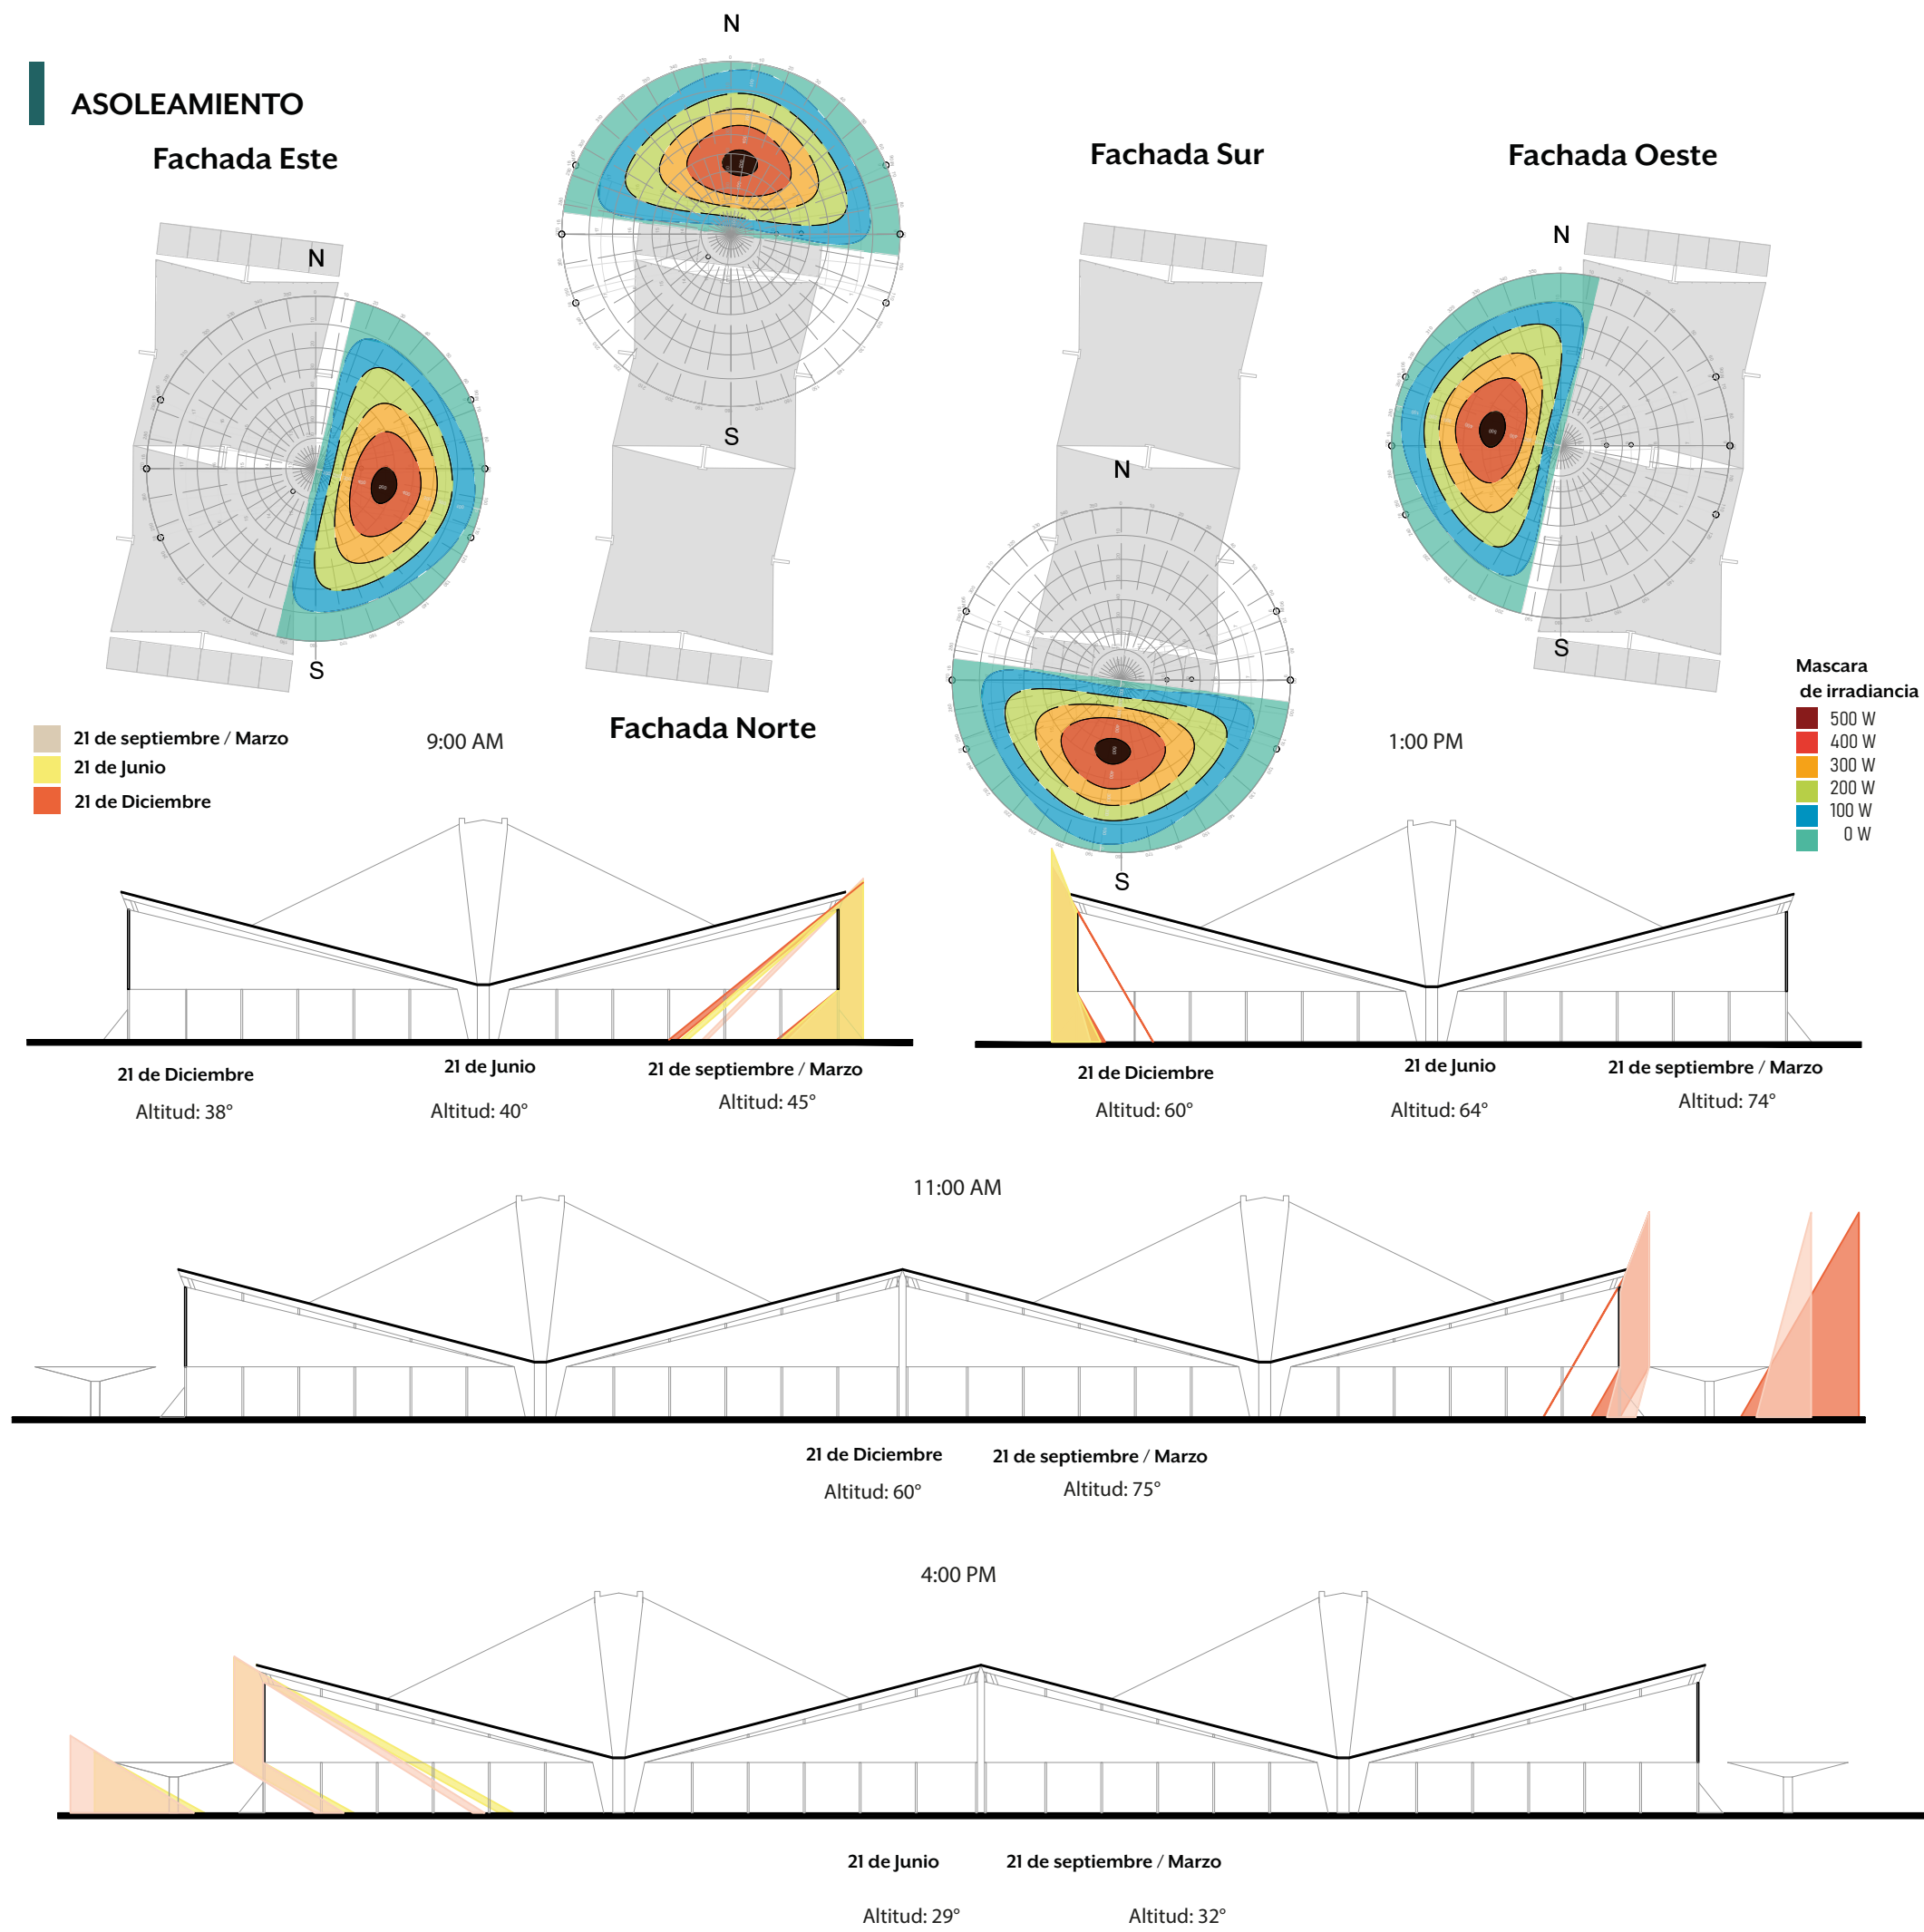 N
ASOLEAMIENTO
Fachada Este
Fachada Sur
Fachada Oeste
N
N
S
N
S
S
Mascara
de irradiancia
500 W
400 W
300 W
200 W
100 W
0 W
21 de septiembre / Marzo
21 de Junio
21 de Diciembre
9:00 AM
Fachada Norte
1:00 PM
S
21 de Diciembre
Altitud: 38°
21 de Junio
Altitud: 40°
21 de septiembre / Marzo
Altitud: 45°
21 de Diciembre
Altitud: 60°
21 de Junio
Altitud: 64°
21 de septiembre / Marzo
Altitud: 74°
11:00 AM
21 de Diciembre
Altitud: 60°
21 de septiembre / Marzo
Altitud: 75°
4:00 PM
21 de Junio
21 de septiembre / Marzo
Altitud: 29°
Altitud: 32°